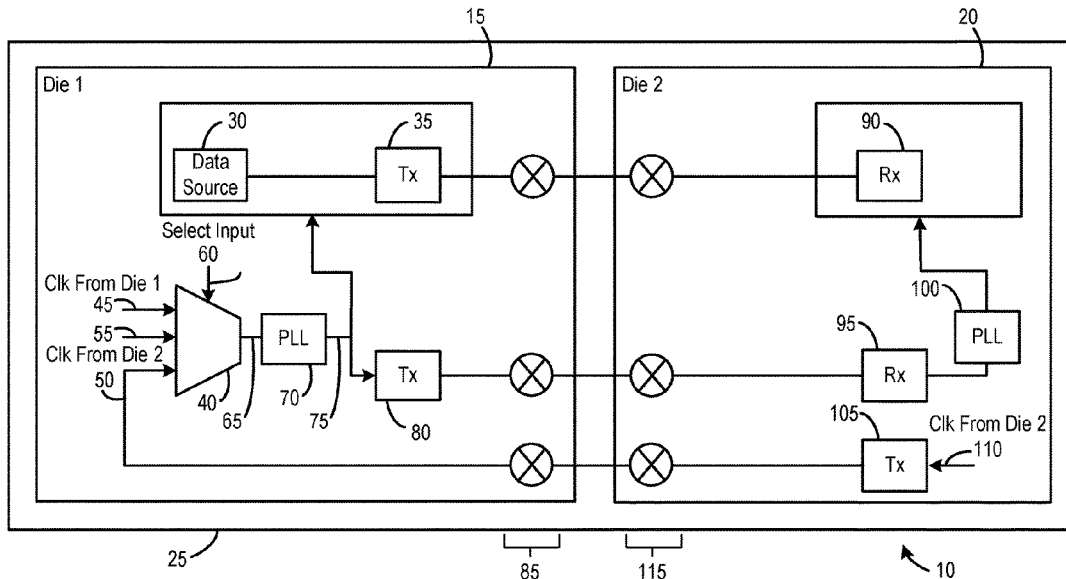 15
20
Die 1
Die 2
30
35
90
Data
Source
Tx
Rx
Select Input
60
Clk From Die 1
45
55
Clk From Die 2
50
40
65
PLL
70
75
Tx
80
100
PLL
95
Rx
105
Clk From Die 2
Tx
110
25
85
115
10